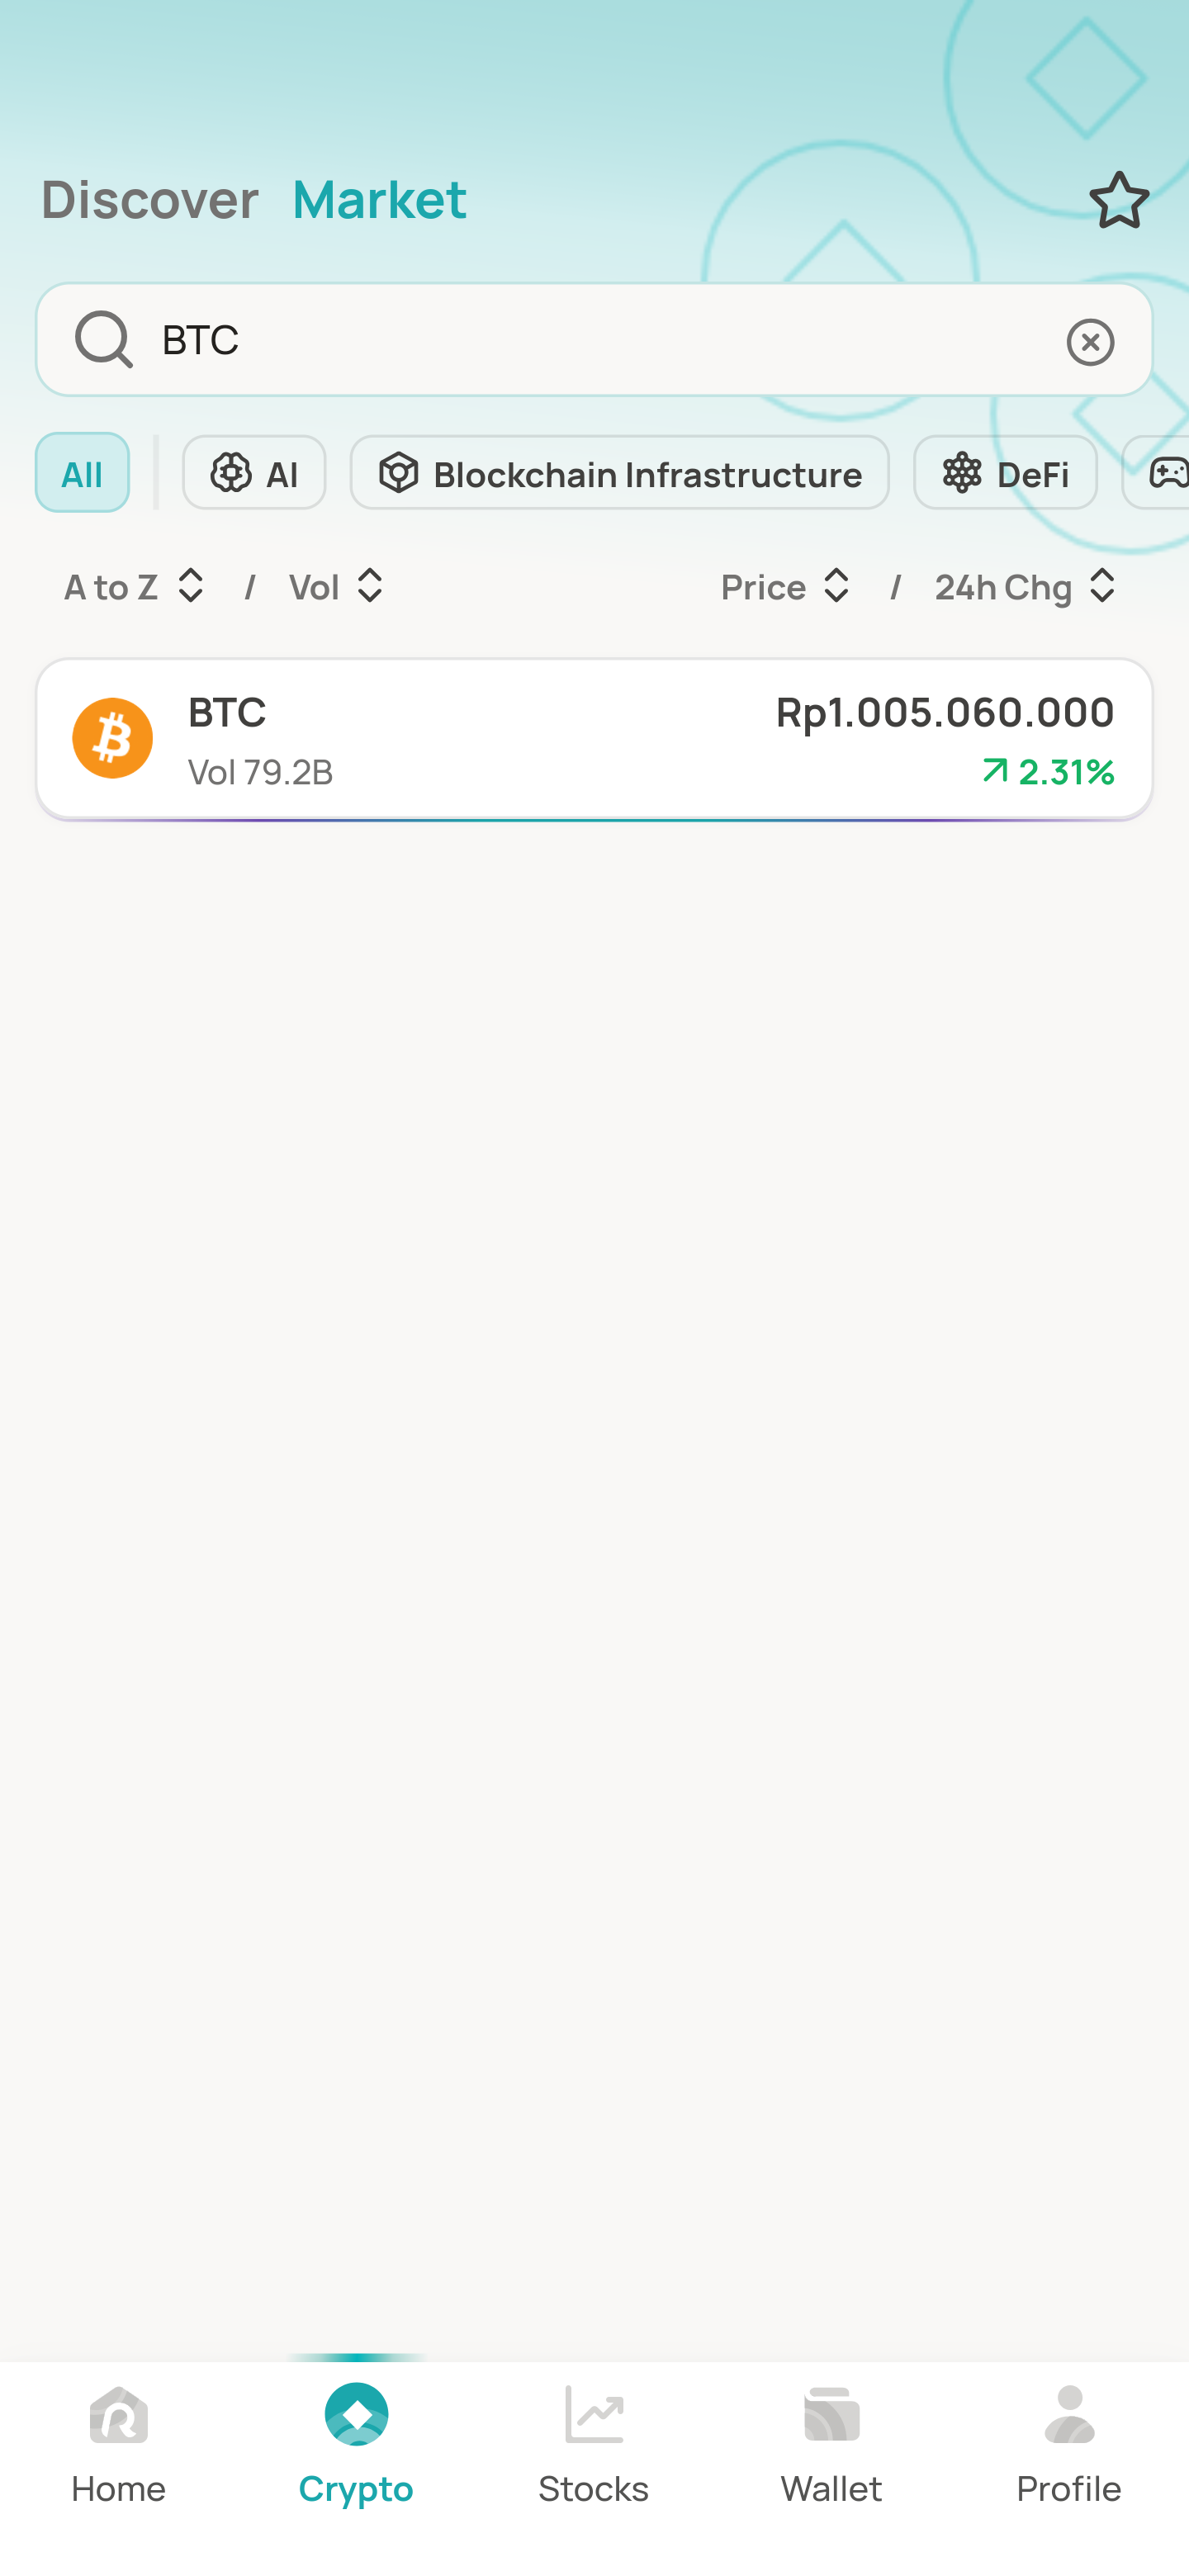 Discover Market
BTC
All AI Blockchain Infrastructure DeFi
A to Z / Vol Price / 24h Chg
BTC Rp1.005.060.000
Vol 79.2B 2.31%
Home Crypto Stocks Wallet Profile